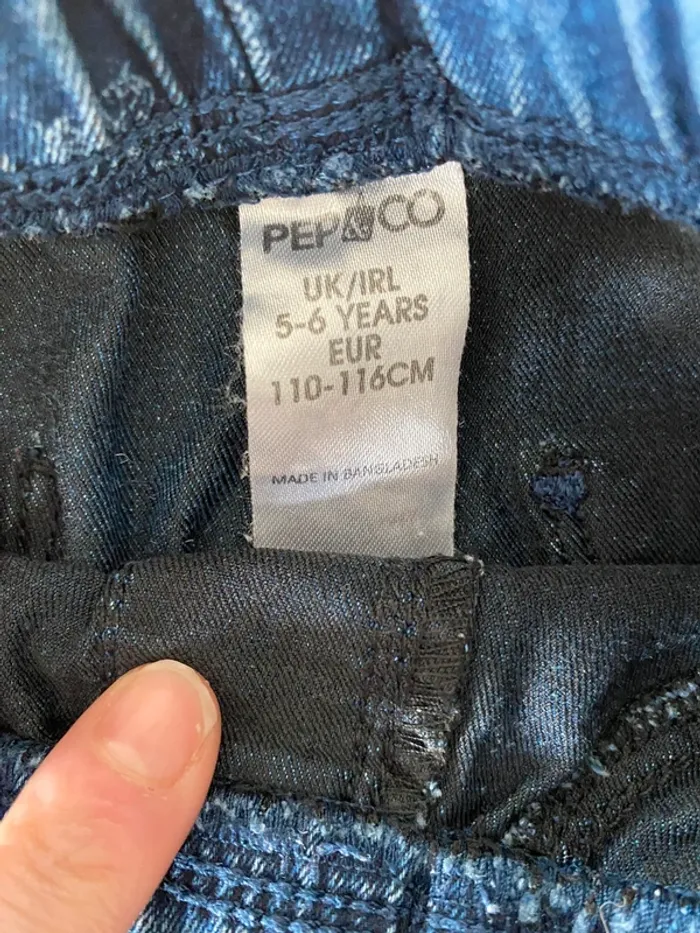 PEP&CO
UK/IRL
5-6 YEARS
EUR
110-116CM
MADE IN BANGLADESH